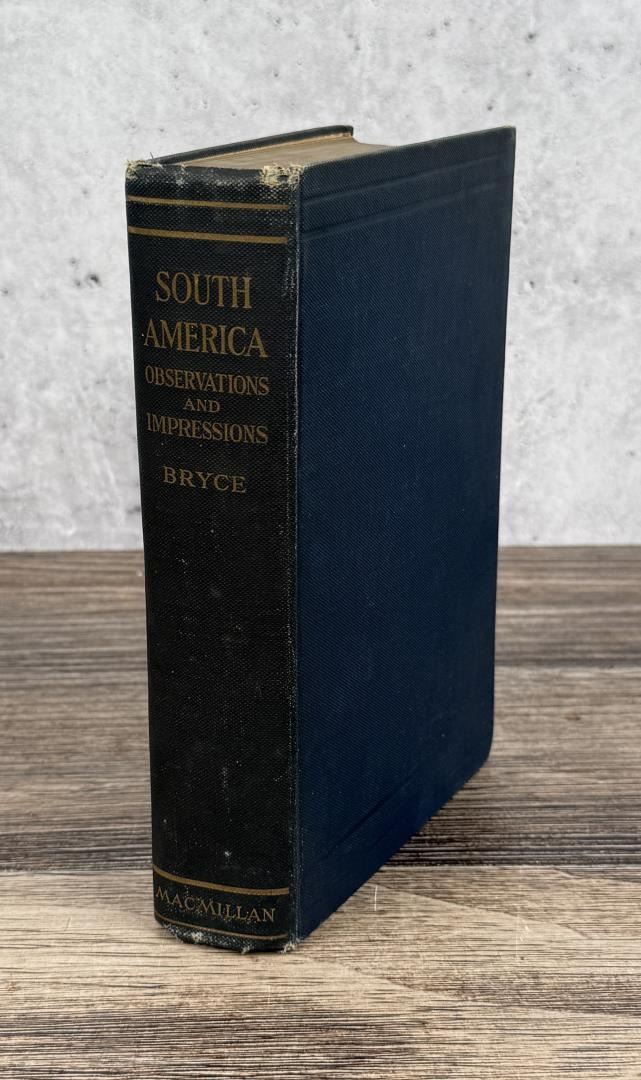 SOUTH
AMERICA
OBSERVATIONS
AND
IMPRESSIONS
BRYCE
MACMILLAN